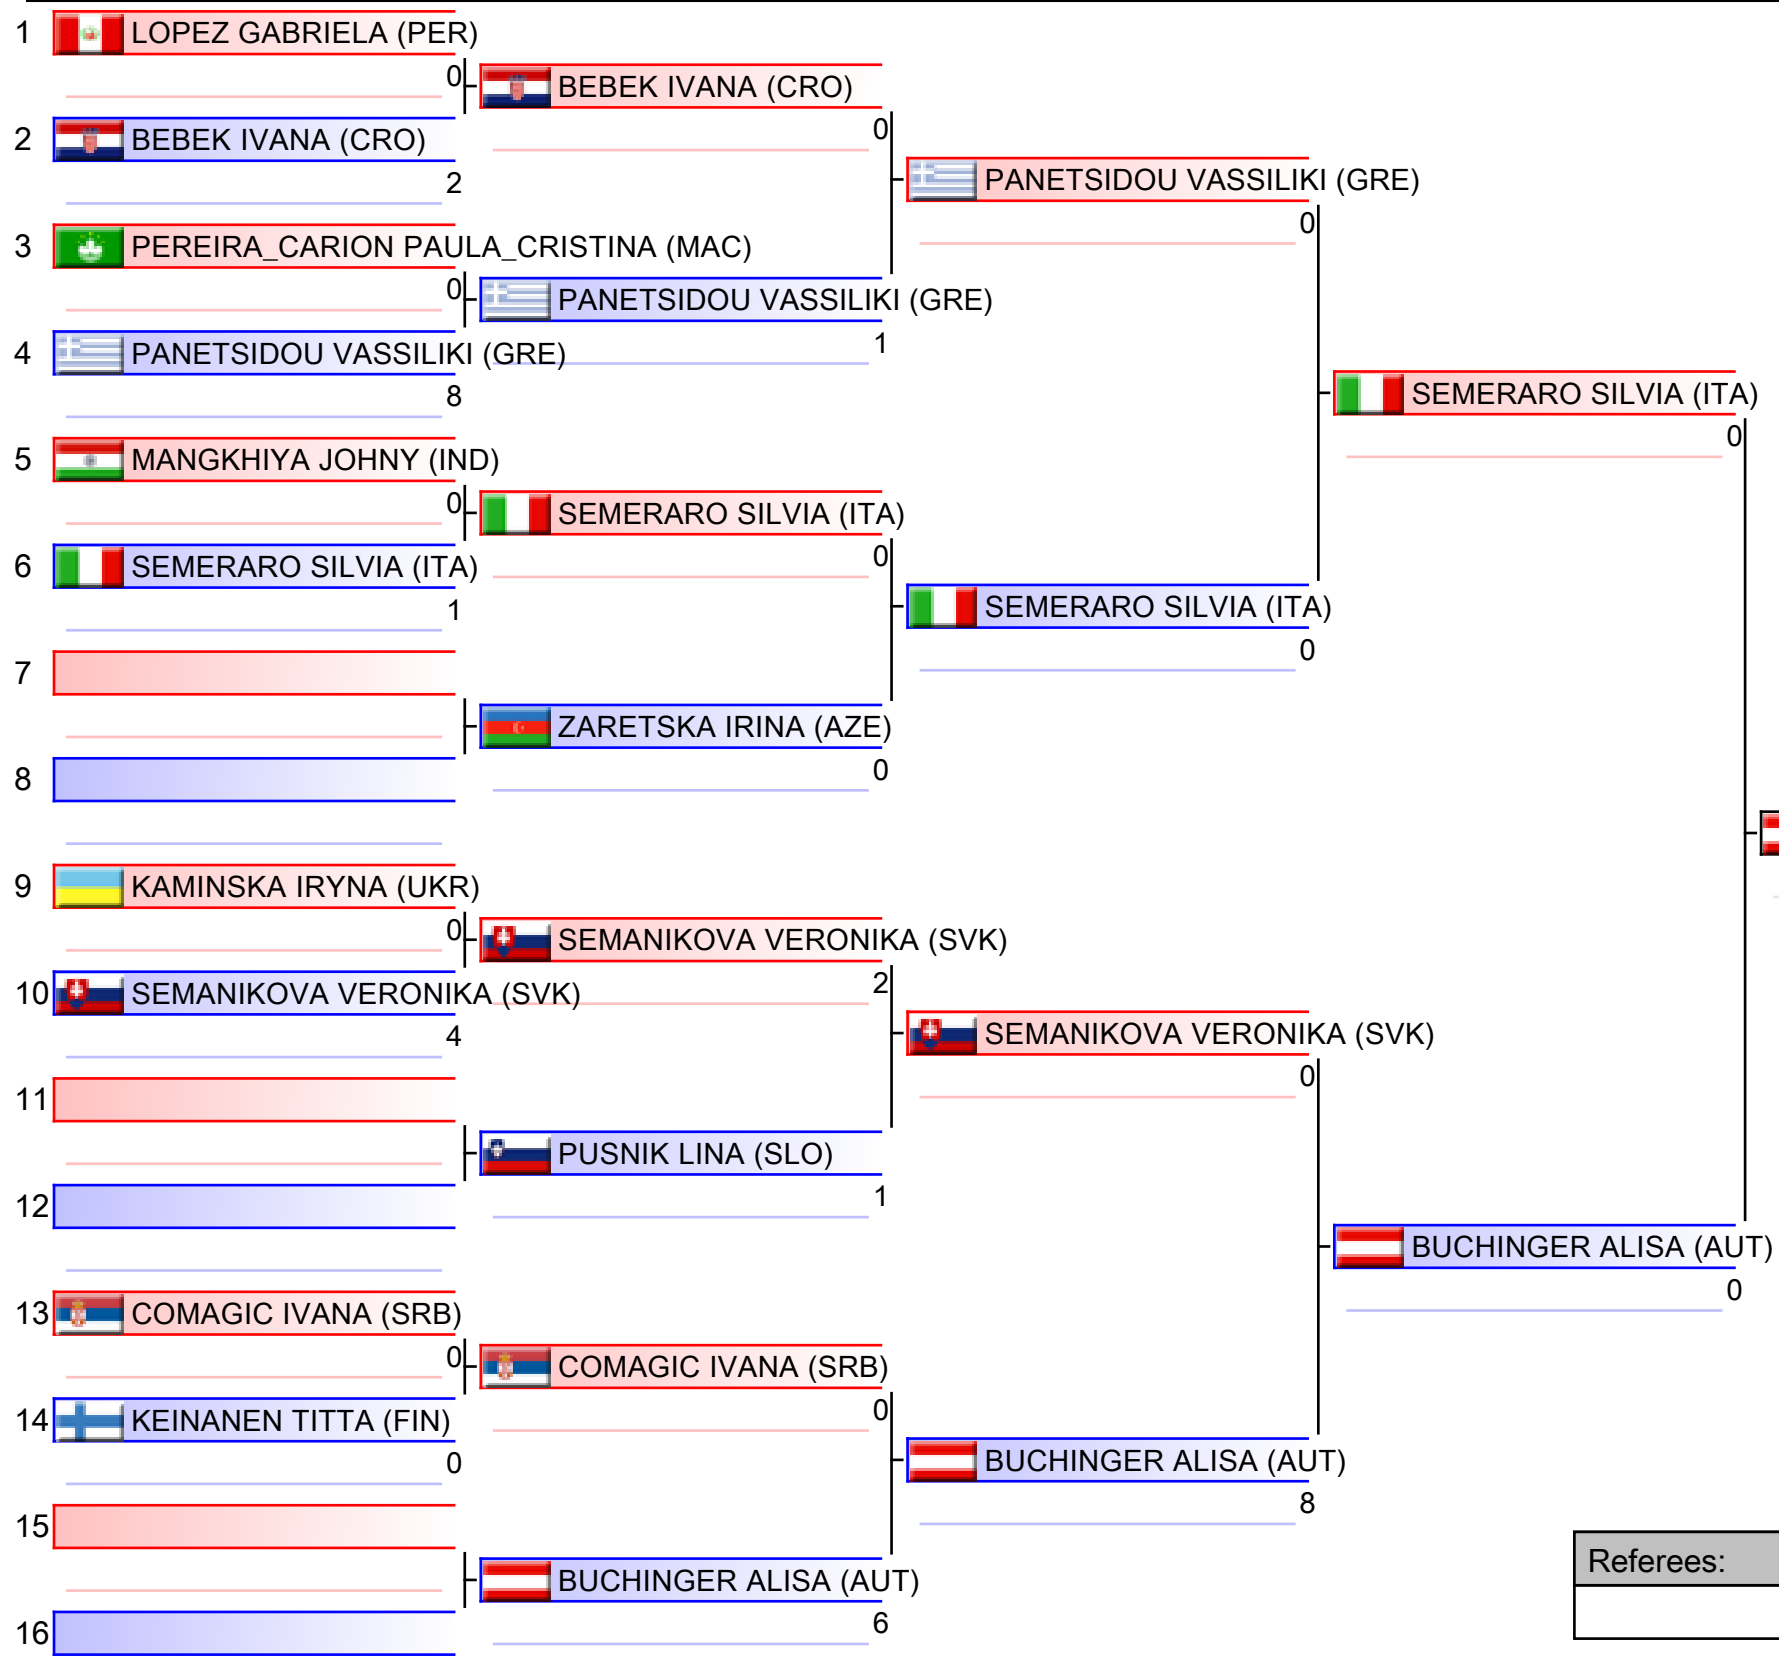 1 LOPEZ GABRIELA (PER)
0 BEBEK IVANA (CRO)
2 BEBEK IVANA (CRO) 0
2 PANETSIDOU VASSILIKI (GRE)
0
3 PEREIRA_CARION PAULA_CRISTINA (MAC)
0 PANETSIDOU VASSILIKI (GRE)
4 PANETSIDOU VASSILIKI (GRE) 1
8 SEMERARO SILVIA (ITA)
0
5 MANGKHIYA JOHNY (IND)
0 SEMERARO SILVIA (ITA)
6 SEMERARO SILVIA (ITA) 0
1 SEMERARO SILVIA (ITA)
0
7
ZARETSKA IRINA (AZE)
8 0
9 KAMINSKA IRYNA (UKR)
0 SEMANIKOVA VERONIKA (SVK)
10 SEMANIKOVA VERONIKA (SVK) 2
4 SEMANIKOVA VERONIKA (SVK)
0
11
PUSNIK LINA (SLO)
12 1
BUCHINGER ALISA (AUT)
0
13 COMAGIC IVANA (SRB)
0 COMAGIC IVANA (SRB)
14 KEINANEN TITTA (FIN) 0
0 BUCHINGER ALISA (AUT)
8
15
BUCHINGER ALISA (AUT)
16 6
Referees: